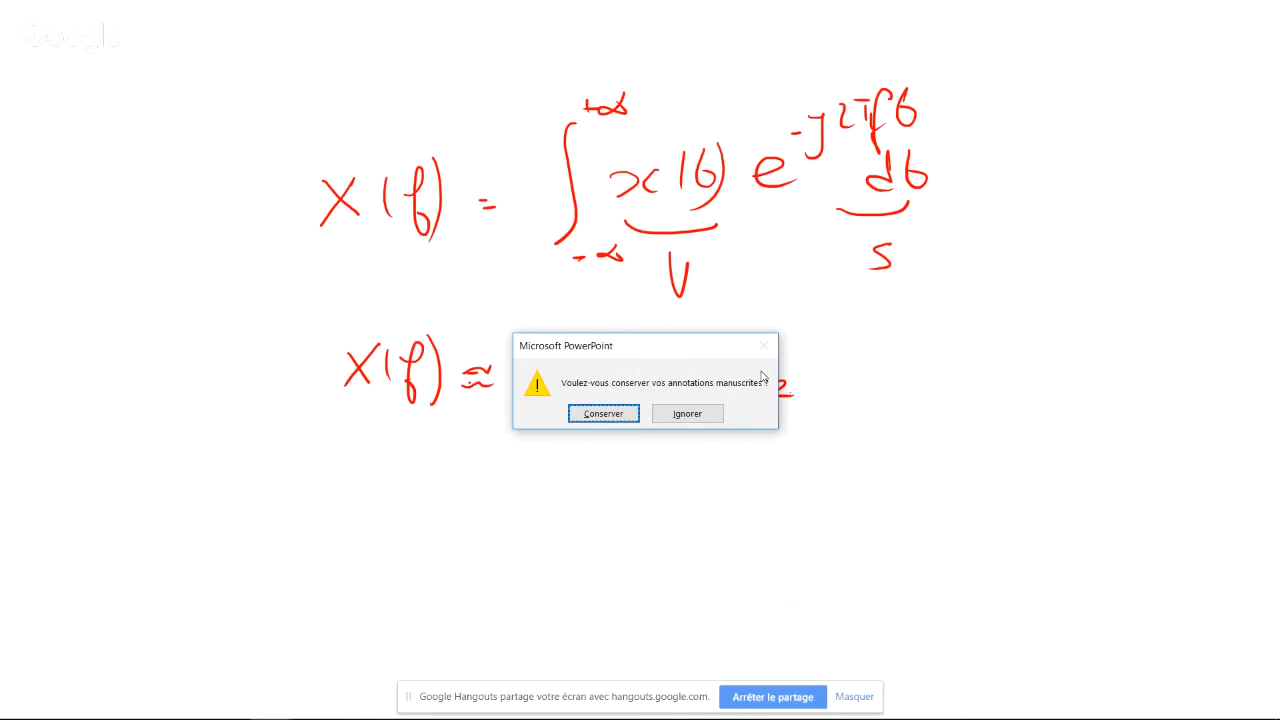 Google
+∞
X(f) = ∫ x(t) e^{-j2πft} dt
-∞
V
s
X(f) ≈
Microsoft PowerPoint
Voulez-vous conserver vos annotations manuscrites ?
Conserver Ignorer
Google Hangouts partage votre écran avec hangouts.google.com. Arrêter le partage Masquer